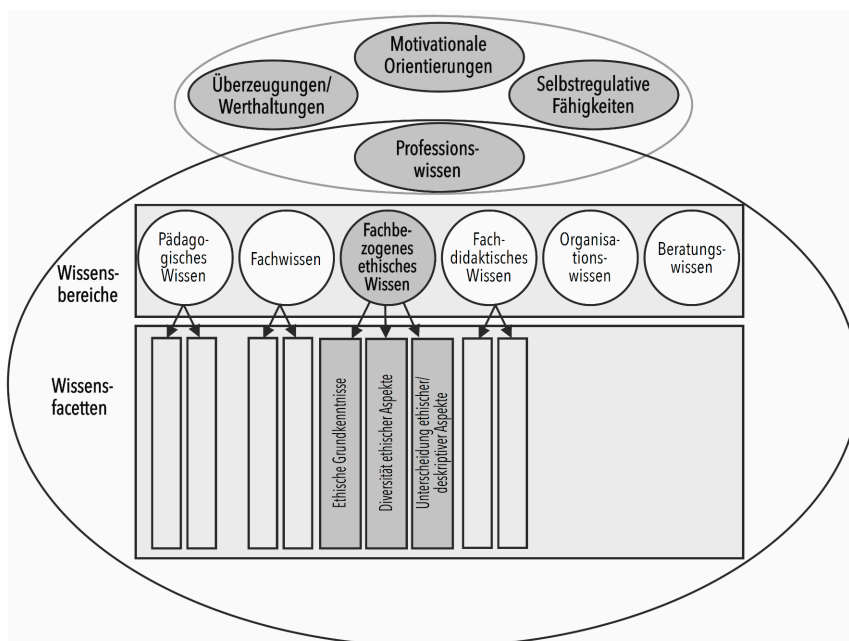 Motivationale
Orientierungen
Überzeugungen/
Werthaltungen
Selbstregulative
Fähigkeiten
Professions-
wissen
Wissens-
bereiche
Pädago-
gisches
Wissen
Fachwissen
Fachbe-
zogenes
ethisches
Wissen
Fach-
didaktisches
Wissen
Organisa-
tions-
wissen
Beratungs-
wissen
Wissens-
facetten
Ethische Grundkenntnisse
Diversität ethischer Aspekte
Unterscheidung ethischer/
deskriptiver Aspekte